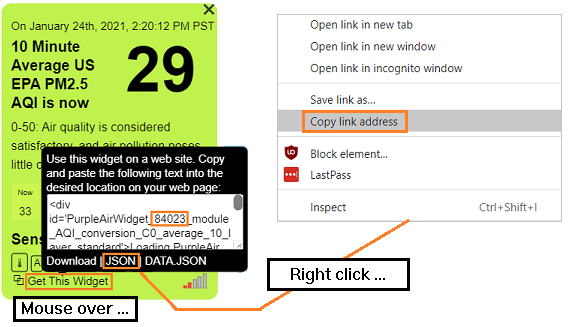 On January 24th, 2021, 2:20:12 PM HST
10 Minute
Average US
EPA PM2.5
AQI is now
29
0-50: Air quality is considered
satisfactory, and air pollution poses
little o
Now
33
Use this widget on a web site. Copy
and paste the following text into the
desired location on your web page:
<div
id='PurpleAirWidget_84023_module
_AQI_conversion_C0_average_10_l
ayer_standard'>Loading PurpleAir
Download | JSON | DATA.JSON
Sens
Get This Widget
Mouse over ...
Open link in new tab
Open link in new window
Open link in incognito window
Save link as...
Copy link address
Block element...
LastPass
Inspect Ctrl+Shift+I
Right click ...